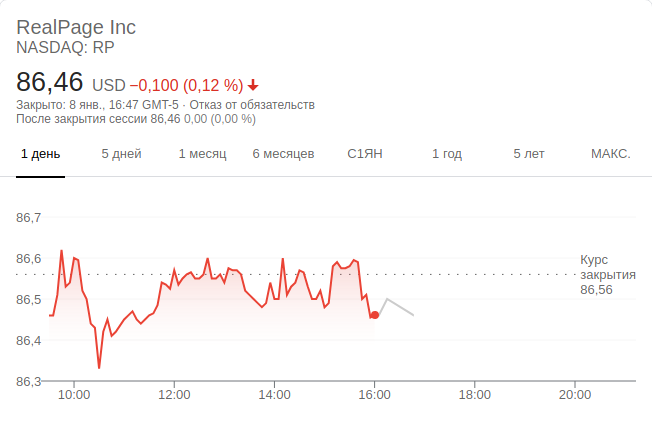 RealPage Inc
NASDAQ: RP
86,46 USD −0,100 (0,12 %)
Закрыто: 8 янв., 16:47 GMT-5 · Отказ от обязательств
После закрытия сессии 86,46 0,00 (0,00 %)
1 день 5 дней 1 месяц 6 месяцев С1ЯН 1 год 5 лет МАКС.
86,7
86,6
86,5
86,4
86,3
Курс
закрытия
86,56
10:00 12:00 14:00 16:00 18:00 20:00